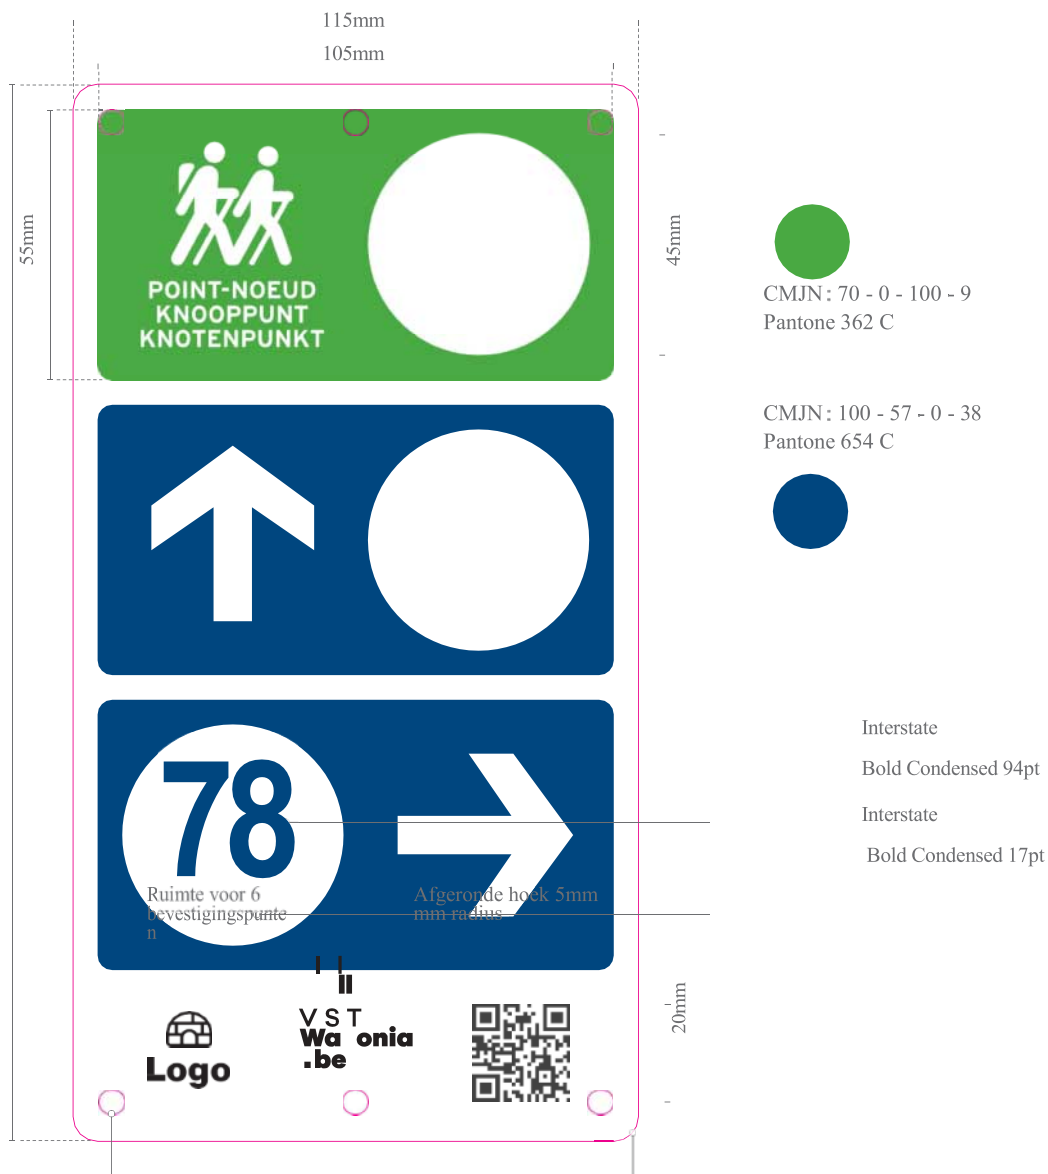 115mm
105mm
55mm
45mm
POINT-NOEUD
KNOOPPUNT
KNOTENPUNKT
CMJN: 70 - 0 - 100 - 9
Pantone 362 C
CMJN: 100 - 57 - 0 - 38
Pantone 654 C
78
Interstate
Bold Condensed 94pt
Interstate
Bold Condensed 17pt
Ruimte voor 6
bevestigingspunte
n
Afgeronde hoek 5mm
mm radius
20mm
Logo
VST
Wa onia
.be